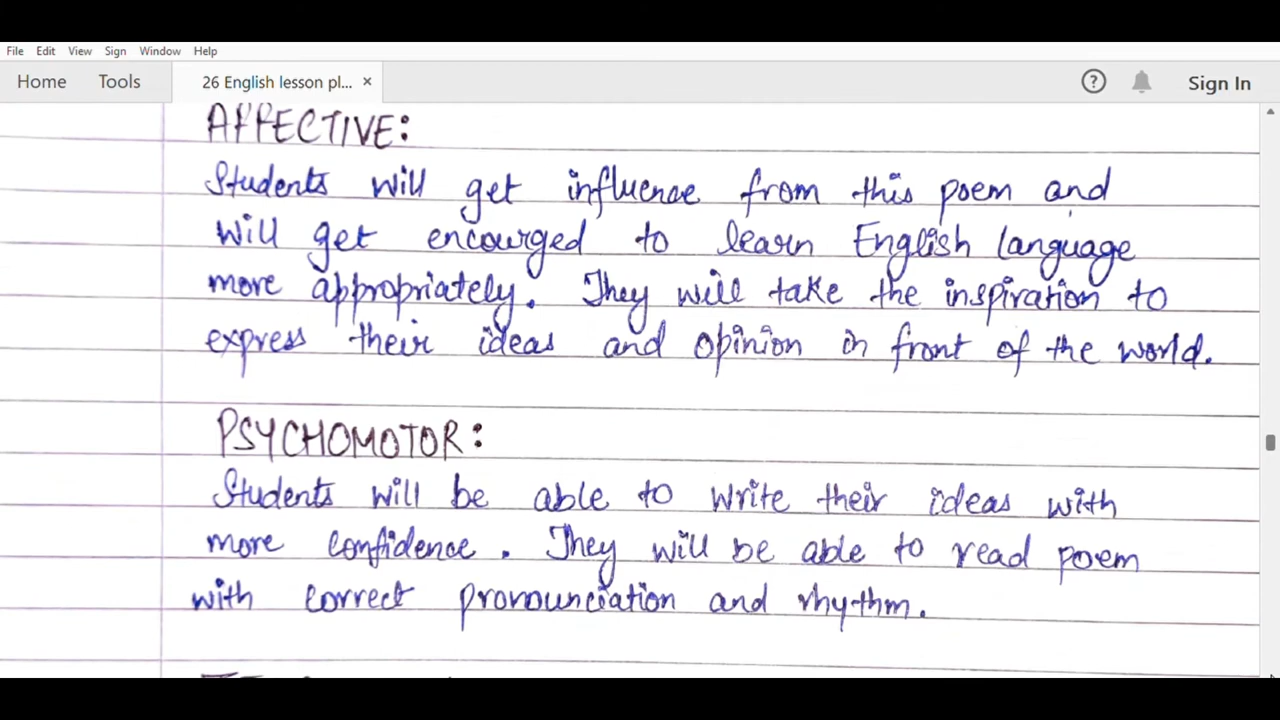 File Edit View Sign Window Help
Home Tools 26 English lesson pl... × ? Sign In
AFFECTIVE:
Students will get influence from this poem and
will get encourged to learn English language
more appropriately. They will take the inspiration to
express their ideas and opinion in front of the world.
PSYCHOMOTOR:
Students will be able to write their ideas with
more confidence. They will be able to read poem
with correct pronounciation and rhythm.